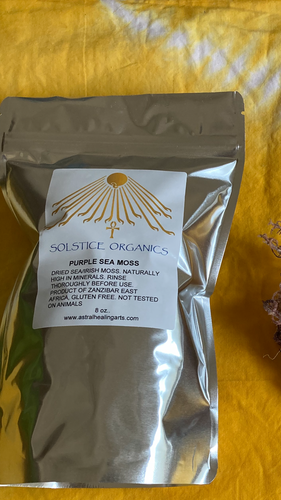 SOLSTICE ORGANICS
PURPLE SEA MOSS
DRIED SEA/IRISH MOSS. NATURALLY
HIGH IN MINERALS. RINSE
THOROUGHLY BEFORE USE.
PRODUCT OF ZANZIBAR EAST
AFRICA, GLUTEN FREE. NOT TESTED
ON ANIMALS
8 oz..
www.astralhealingarts.com